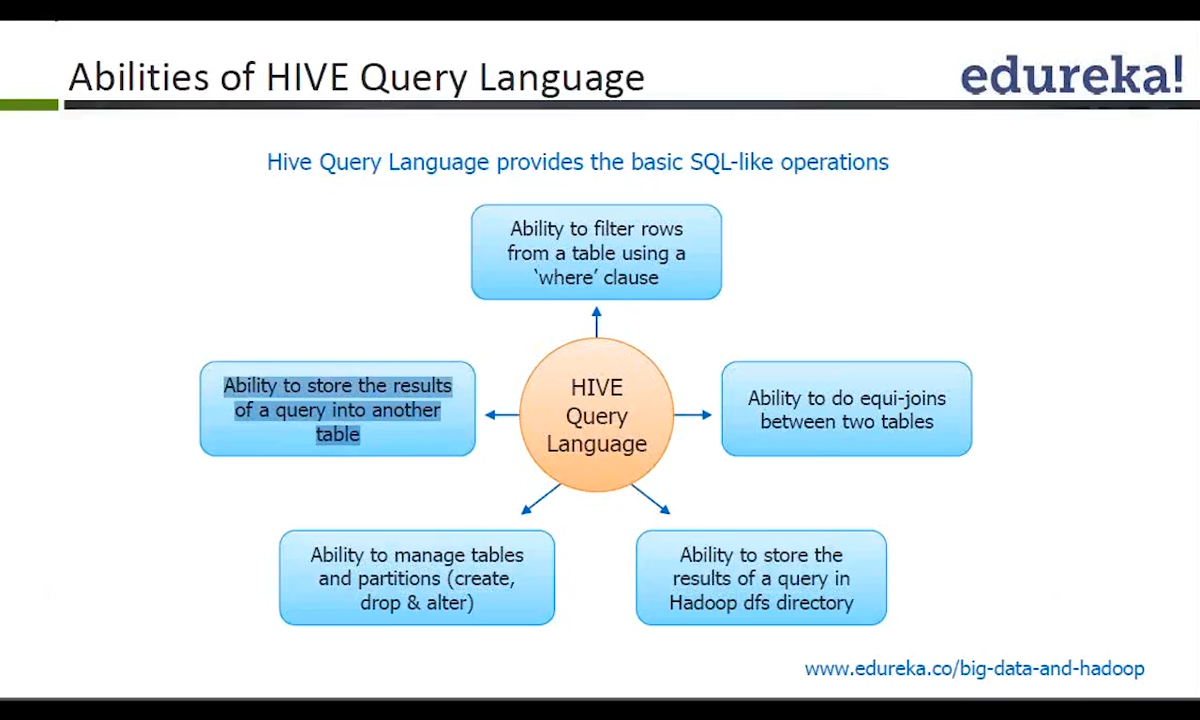 Abilities of HIVE Query Language
edureka!
Hive Query Language provides the basic SQL-like operations
Ability to filter rows
from a table using a
‘where’ clause
Ability to store the results
of a query into another
table
HIVE
Query
Language
Ability to do equi-joins
between two tables
Ability to manage tables
and partitions (create,
drop & alter)
Ability to store the
results of a query in
Hadoop dfs directory
www.edureka.co/big-data-and-hadoop